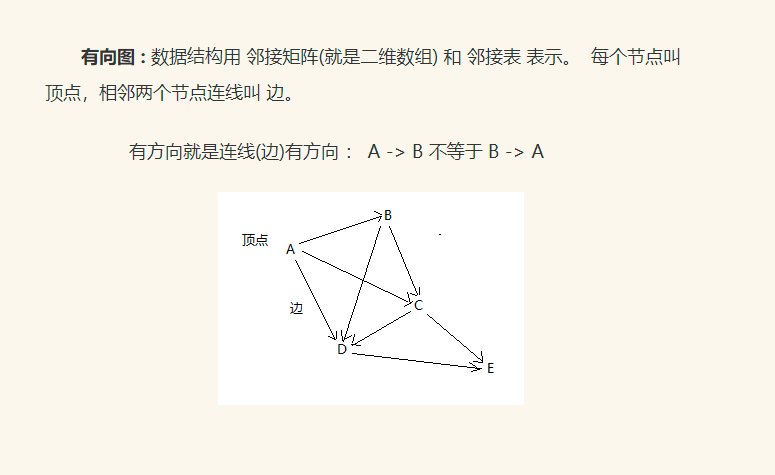 有向图：数据结构用 邻接矩阵(就是二维数组) 和 邻接表 表示。 每个节点叫
顶点，相邻两个节点连线叫 边。
有方向就是连线(边)有方向： A -> B 不等于 B -> A
B
顶点
A
C
边
D
E